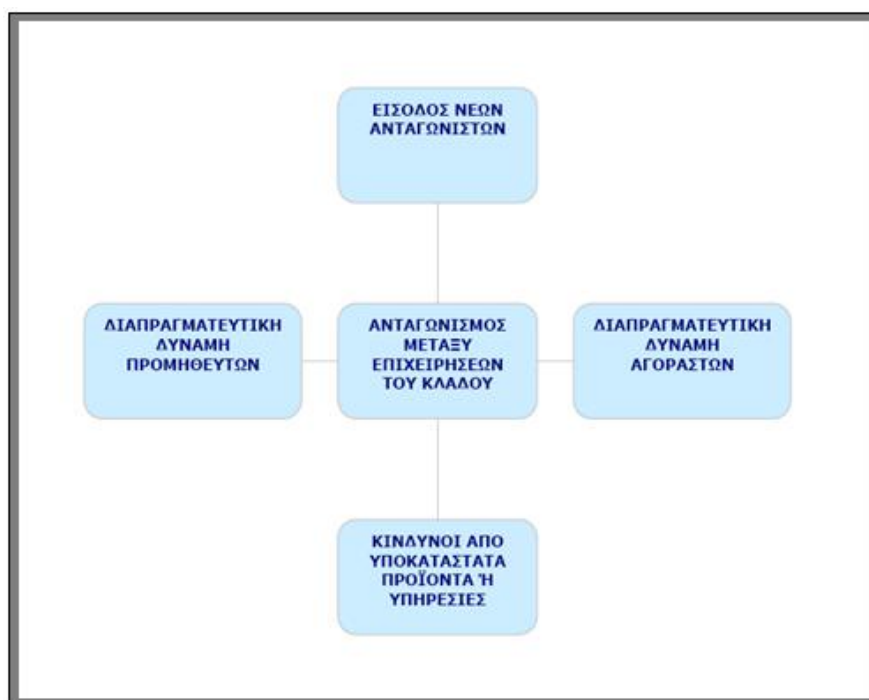 ΕΙΣΟΔΟΣ ΝΕΩΝ
ΑΝΤΑΓΩΝΙΣΤΩΝ
ΔΙΑΠΡΑΓΜΑΤΕΥΤΙΚΗ
ΔΥΝΑΜΗ
ΠΡΟΜΗΘΕΥΤΩΝ
ΑΝΤΑΓΩΝΙΣΜΟΣ
ΜΕΤΑΞΥ
ΕΠΙΧΕΙΡΗΣΕΩΝ
ΤΟΥ ΚΛΑΔΟΥ
ΔΙΑΠΡΑΓΜΑΤΕΥΤΙΚΗ
ΔΥΝΑΜΗ
ΑΓΟΡΑΣΤΩΝ
ΚΙΝΔΥΝΟΙ ΑΠΟ
ΥΠΟΚΑΤΑΣΤΑΤΑ
ΠΡΟΪΟΝΤΑ Ή
ΥΠΗΡΕΣΙΕΣ